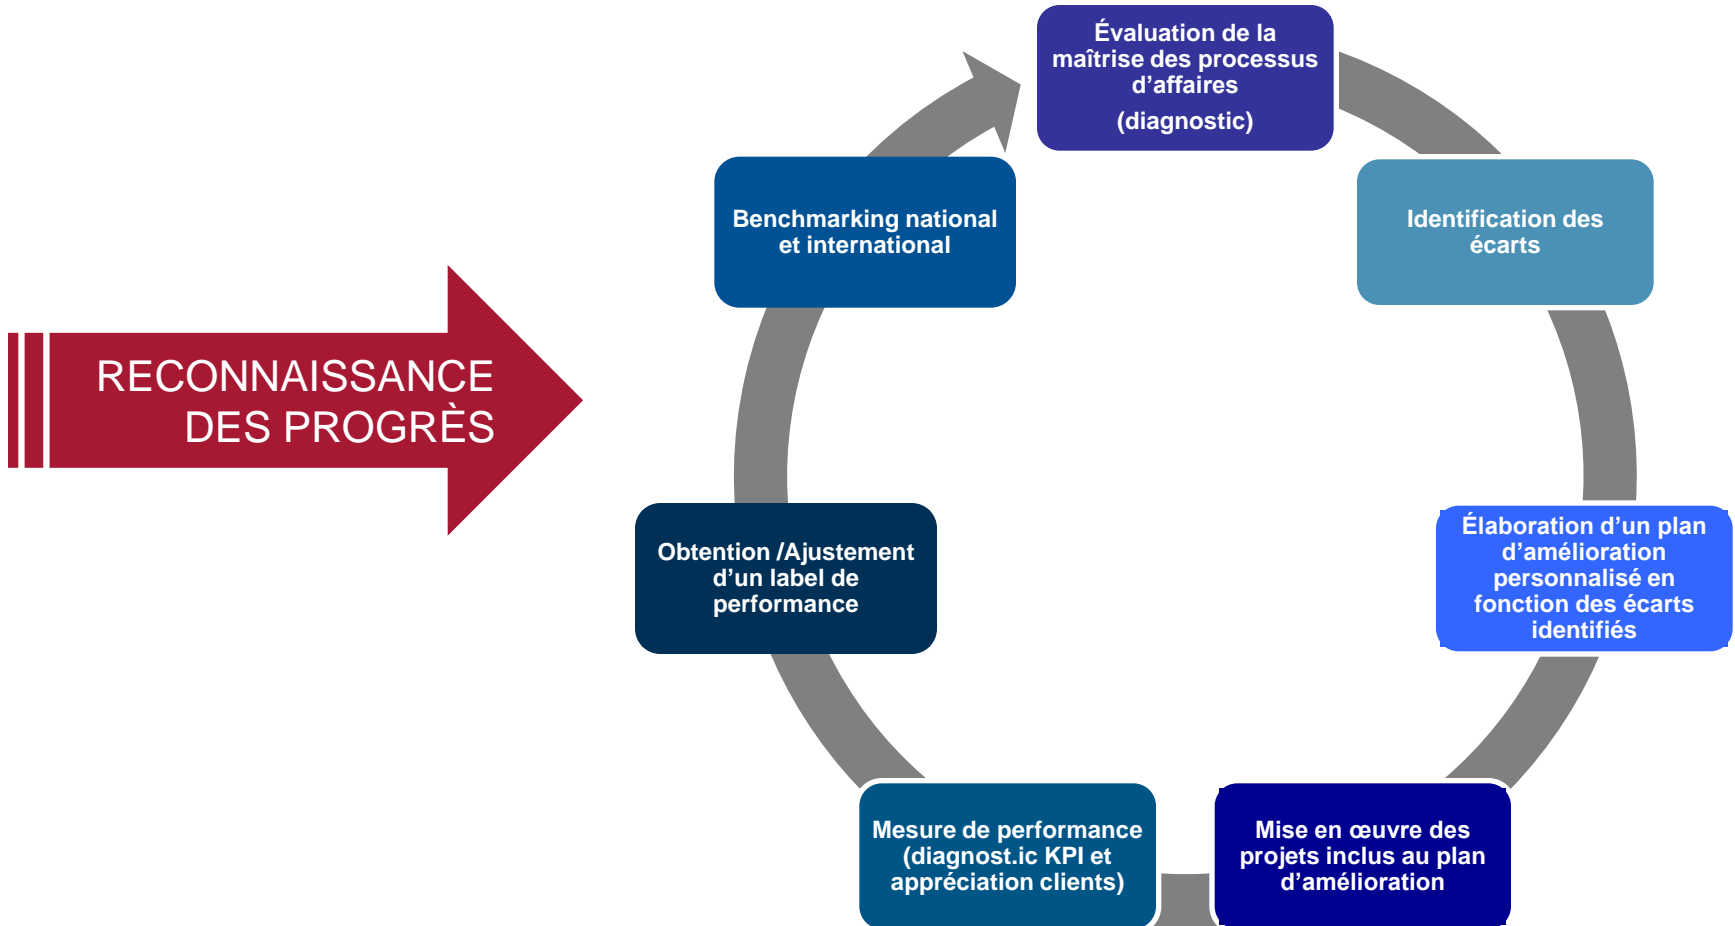 RECONNAISSANCE
DES PROGRÈS
Évaluation de la
maîtrise des processus
d’affaires
(diagnostic)
Identification des
écarts
Élaboration d’un plan
d’amélioration
personnalisé en
fonction des écarts
identifiés
Mise en œuvre des
projets inclus au plan
d’amélioration
Mesure de performance
(diagnost.ic KPI et
appréciation clients)
Obtention /Ajustement
d’un label de
performance
Benchmarking national
et international